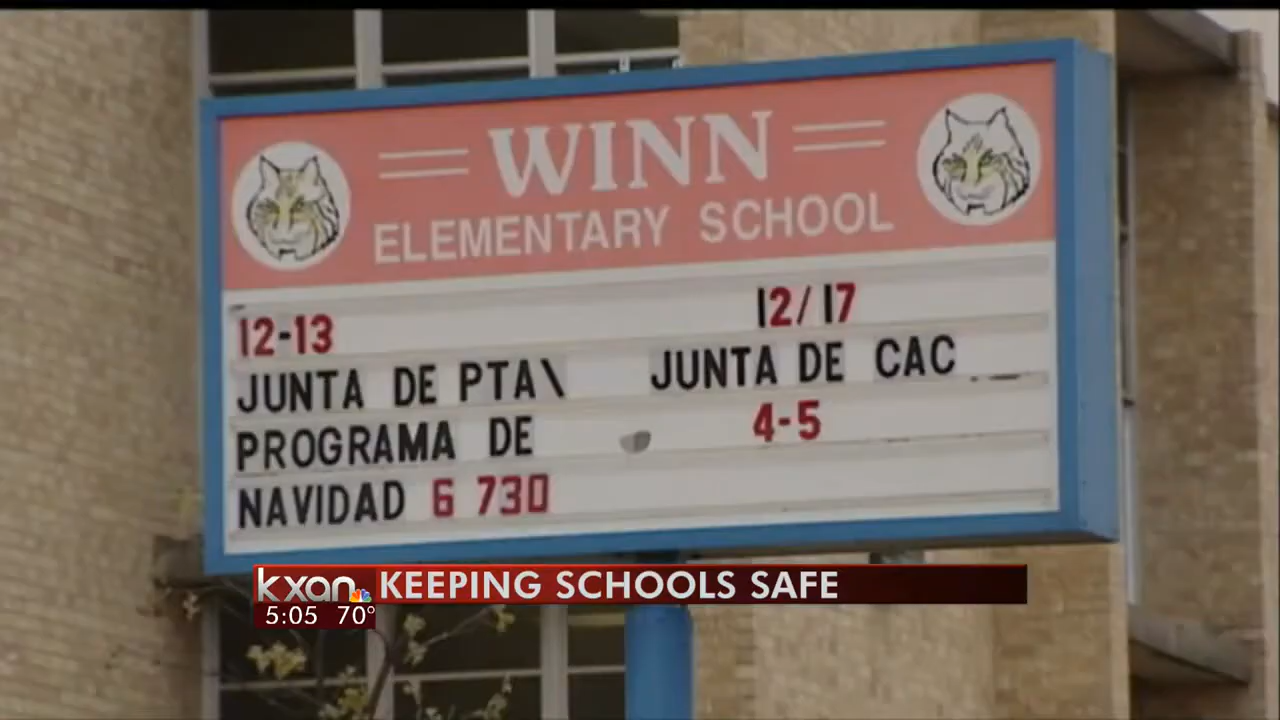 WINN
ELEMENTARY SCHOOL
12-13
JUNTA DE PTA\
PROGRAMA DE
NAVIDAD 6 730
12/17
JUNTA DE CAC
4-5
kxan KEEPING SCHOOLS SAFE
5:05 70°